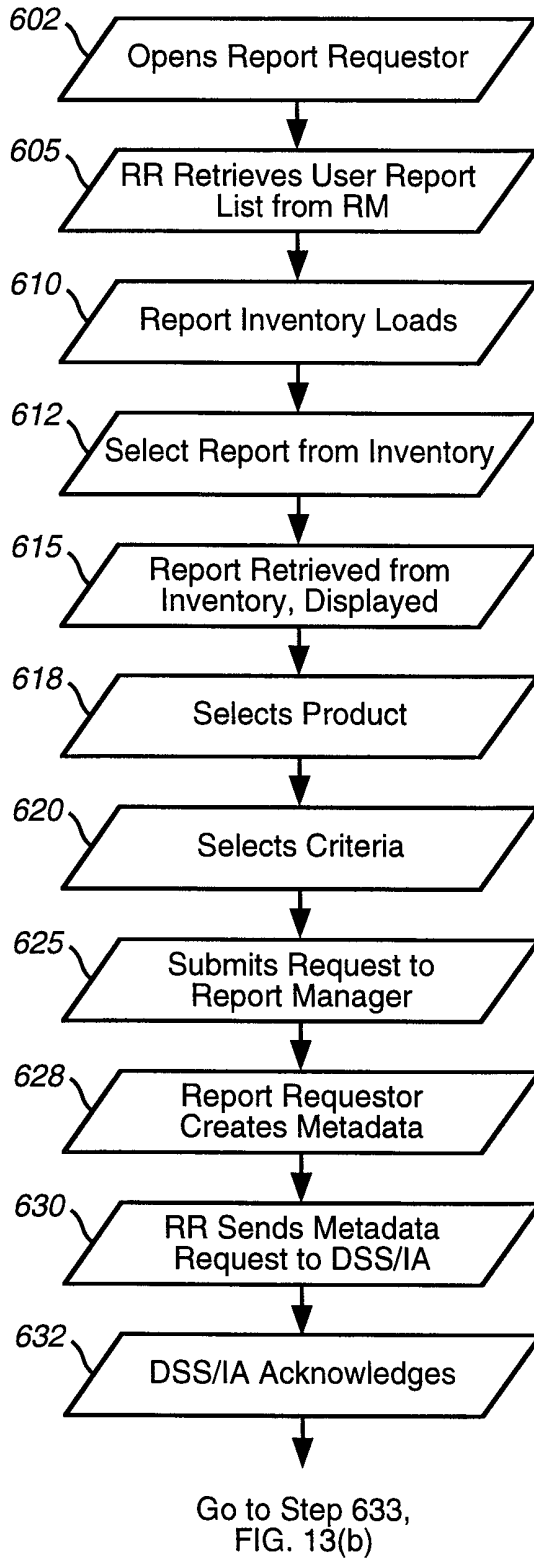 602
Opens Report Requestor
605
RR Retrieves User Report
List from RM
610
Report Inventory Loads
612
Select Report from Inventory
615
Report Retrieved from
Inventory, Displayed
618
Selects Product
620
Selects Criteria
625
Submits Request to
Report Manager
628
Report Requestor
Creates Metadata
630
RR Sends Metadata
Request to DSS/IA
632
DSS/IA Acknowledges
Go to Step 633,
FIG. 13(b)